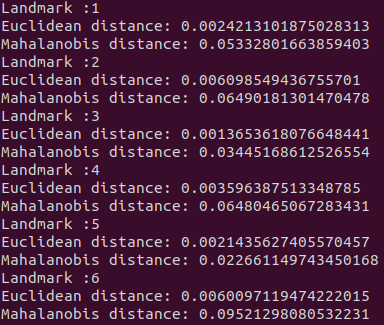 Landmark :1
Euclidean distance: 0.0024213101875028313
Mahalanobis distance: 0.05332801663859403
Landmark :2
Euclidean distance: 0.006098549436755701
Mahalanobis distance: 0.06490181301470478
Landmark :3
Euclidean distance: 0.0013653618076648441
Mahalanobis distance: 0.03445168612526554
Landmark :4
Euclidean distance: 0.003596387513348785
Mahalanobis distance: 0.06480465067283431
Landmark :5
Euclidean distance: 0.0021435627405570457
Mahalanobis distance: 0.022661149743450168
Landmark :6
Euclidean distance: 0.0060097119474222015
Mahalanobis distance: 0.09521298080532231